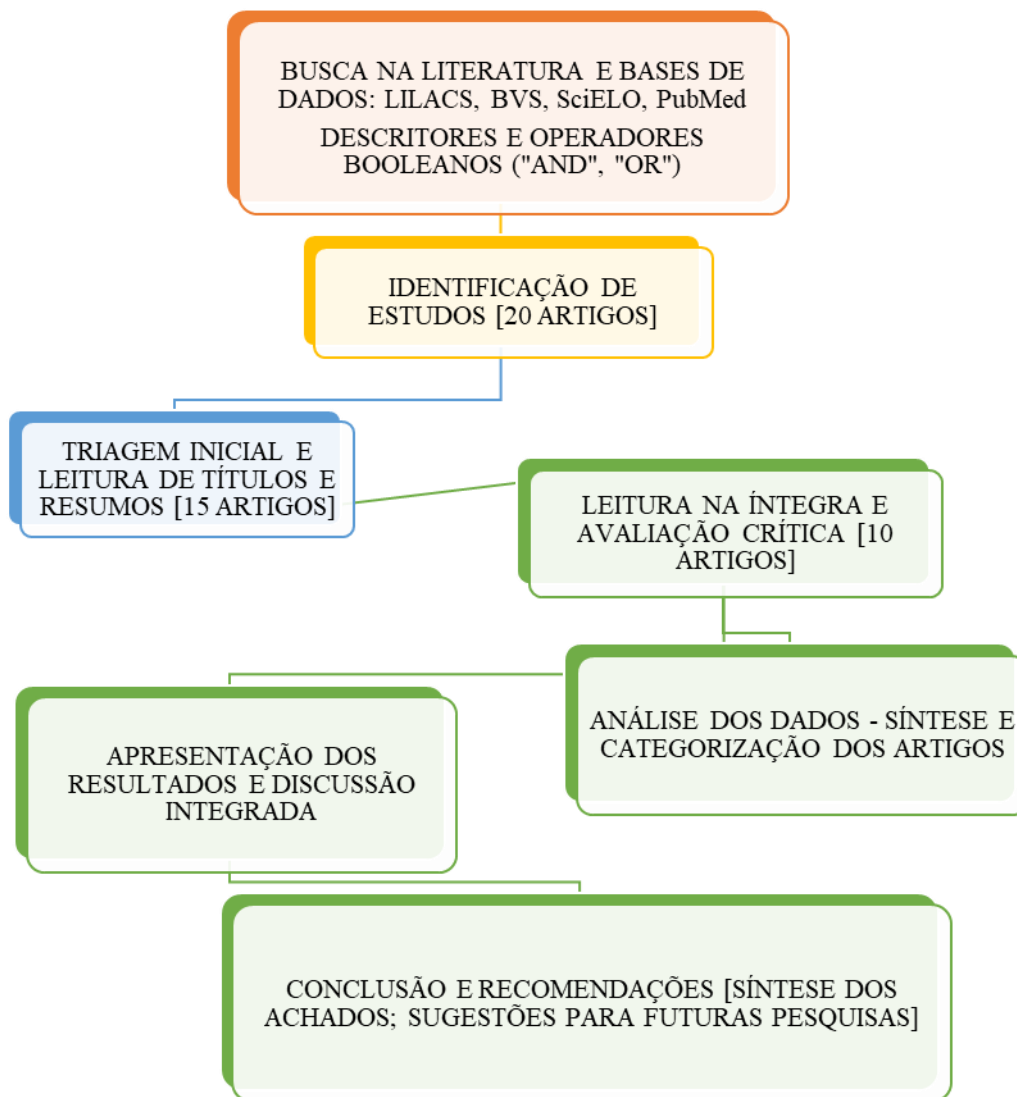 BUSCA NA LITERATURA E BASES DE
DADOS: LILACS, BVS, SciELO, PubMed
DESCRITORES E OPERADORES
BOOLEANOS ("AND", "OR")
IDENTIFICAÇÃO DE
ESTUDOS [20 ARTIGOS]
TRIAGEM INICIAL E
LEITURA DE TÍTULOS E
RESUMOS [15 ARTIGOS]
LEITURA NA ÍNTEGRA E
AVALIAÇÃO CRÍTICA [10
ARTIGOS]
ANÁLISE DOS DADOS - SÍNTESE E
CATEGORIZAÇÃO DOS ARTIGOS
APRESENTAÇÃO DOS
RESULTADOS E DISCUSSÃO
INTEGRADA
CONCLUSÃO E RECOMENDAÇÕES [SÍNTESE DOS
ACHADOS; SUGESTÕES PARA FUTURAS PESQUISAS]